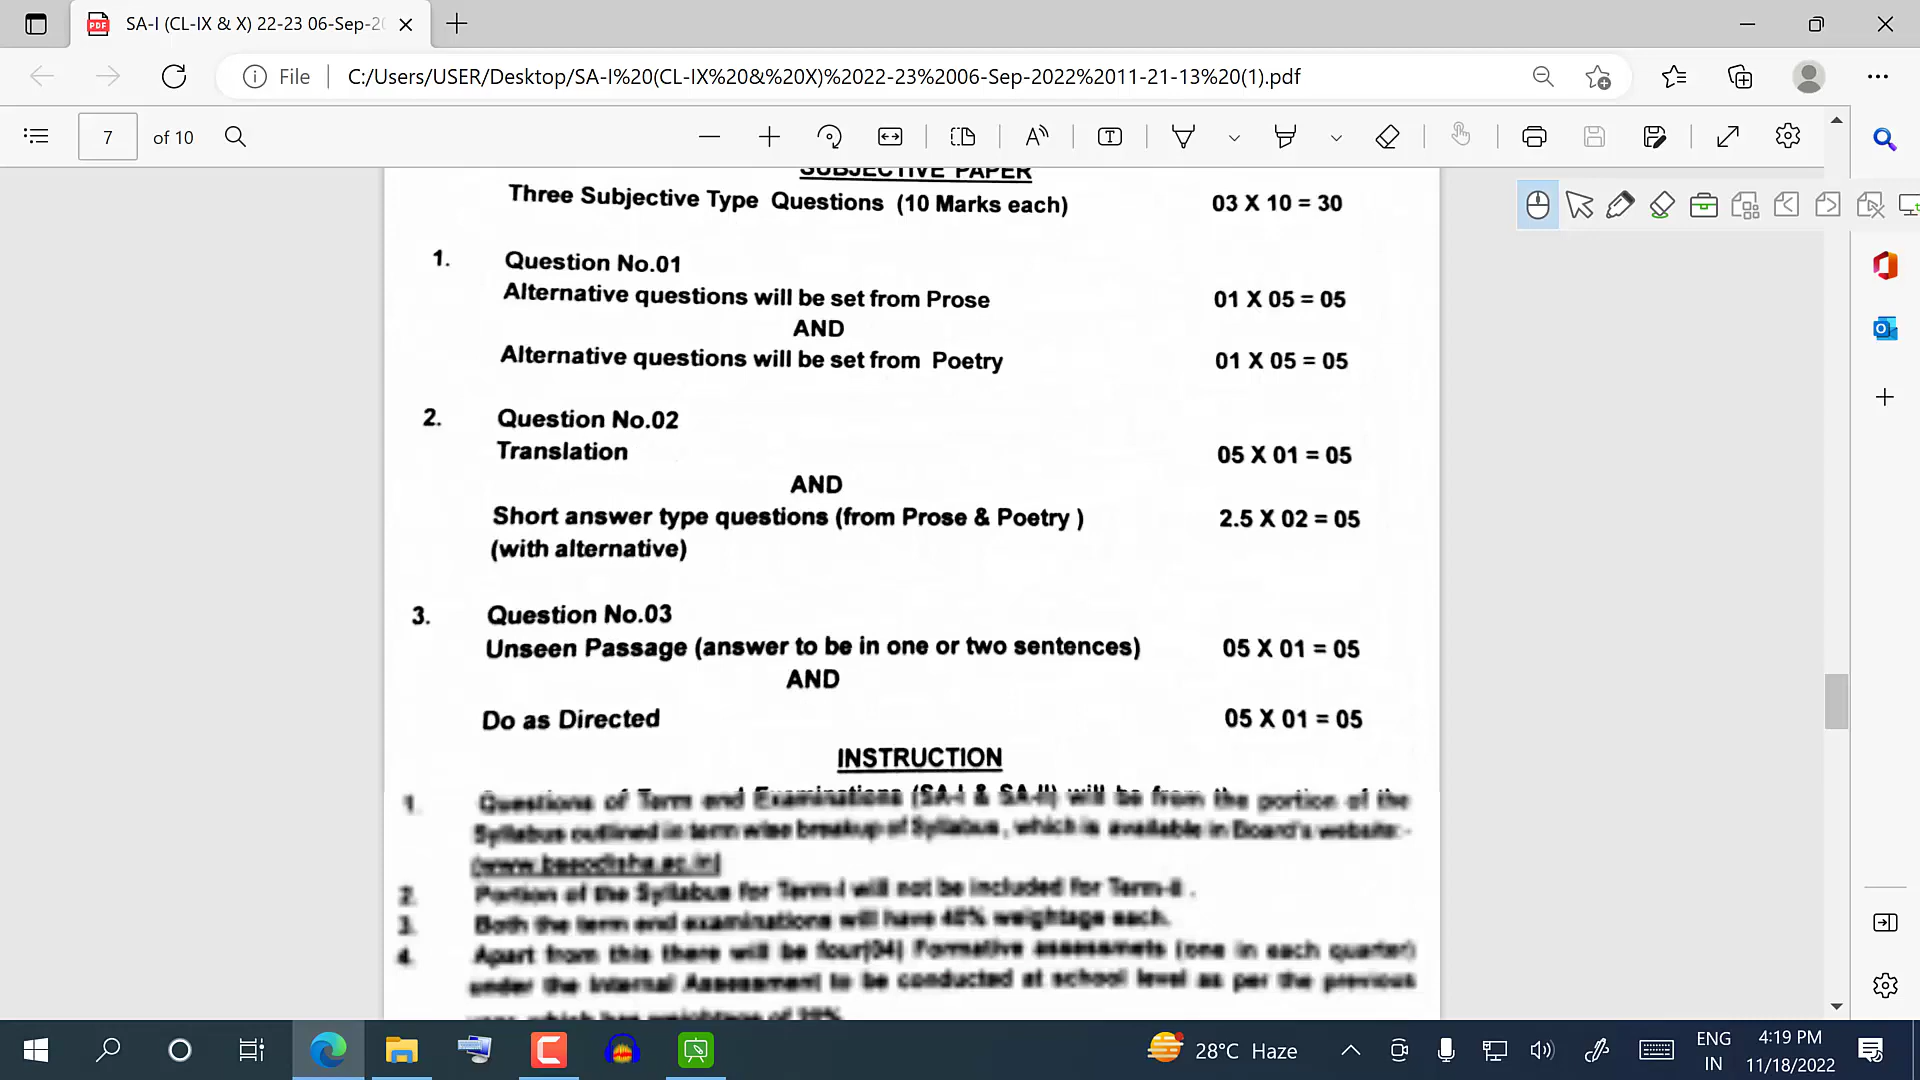 SA-I (CL-IX & X) 22-23 06-Sep-20
File
C:/Users/USER/Desktop/SA-I%20(CL-IX%20&%20X)%2022-23%2006-Sep-2022%2011-21-13%20(1).pdf
7 of 10
SUBJECTIVE PAPER
Three Subjective Type Questions (10 Marks each) 03 X 10 = 30
1. Question No.01
Alternative questions will be set from Prose 01 X 05 = 05
AND
Alternative questions will be set from Poetry 01 X 05 = 05
2. Question No.02
Translation 05 X 01 = 05
AND
Short answer type questions (from Prose & Poetry ) 2.5 X 02 = 05
(with alternative)
3. Question No.03
Unseen Passage (answer to be in one or two sentences) 05 X 01 = 05
AND
Do as Directed 05 X 01 = 05
INSTRUCTION
1. Questions of Term end Examinations (SA-I & SA-II) will be from the portion of the
Syllabus outlined in term wise breakup of Syllabus, which is available in Board's website:-
(www.bseodisha.ac.in)
2. Portion of the Syllabus for Term-I will not be included for Term-II .
3. Both the term end examinations will have 40% weightage each.
4. Apart from this there will be four(04) Formative assessmets (one in each quarter)
under the Internal Assessment to be conducted at school level as per the previous
which has weightage of 20%
28°C Haze
ENG
IN
4:19 PM
11/18/2022